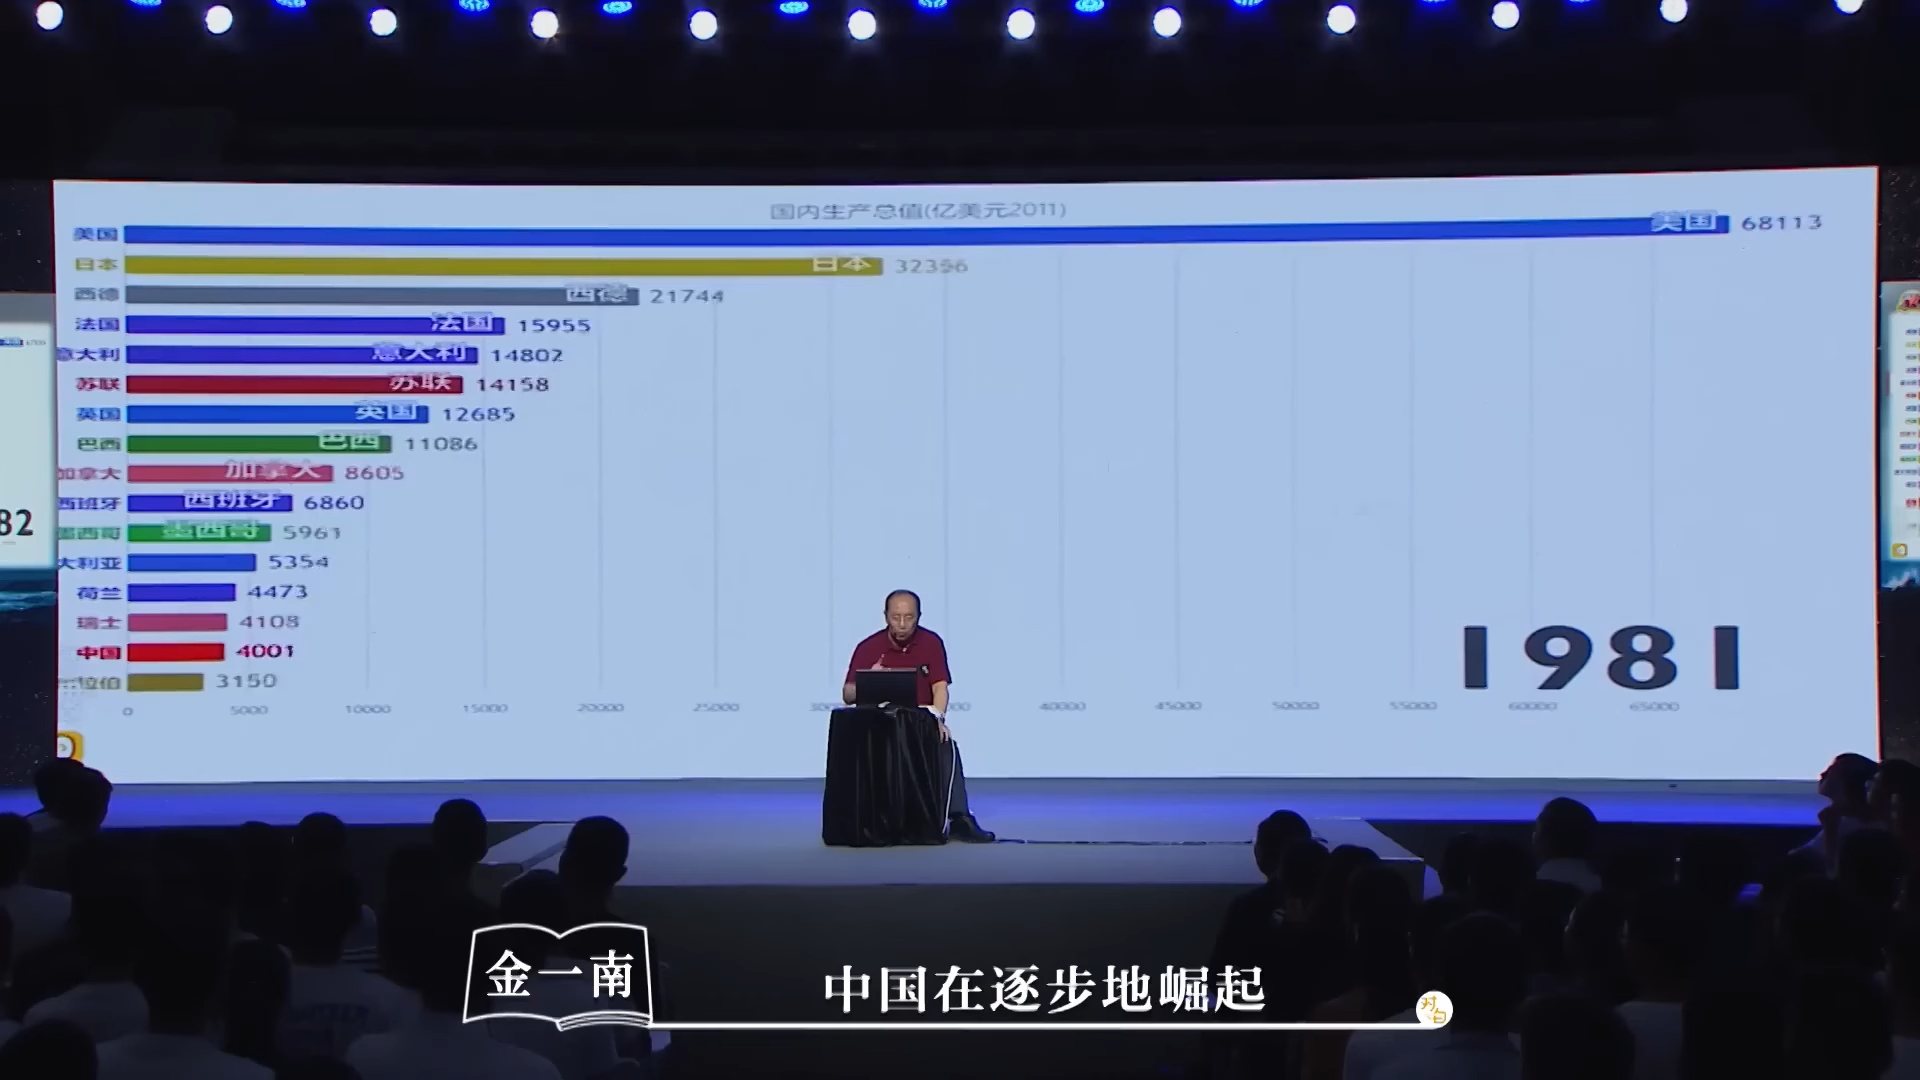 国内生产总值(亿美元2011)
美国 美国 68113
日本 日本 32356
西德 西德 21744
法国 法国 15955
意大利 意大利 14802
苏联 苏联 14158
英国 英国 12685
巴西 巴西 11086
加拿大 加拿大 8605
西班牙 西班牙 6860
墨西哥 墨西哥 5961
大利亚 5354
荷兰 4473
瑞士 4108
中国 4001
拉伯 3150
0 5000 10000 15000 20000 25000 40000 45000 50000 55000 60000 65000
1981
82
金一南
中国在逐步地崛起
对白